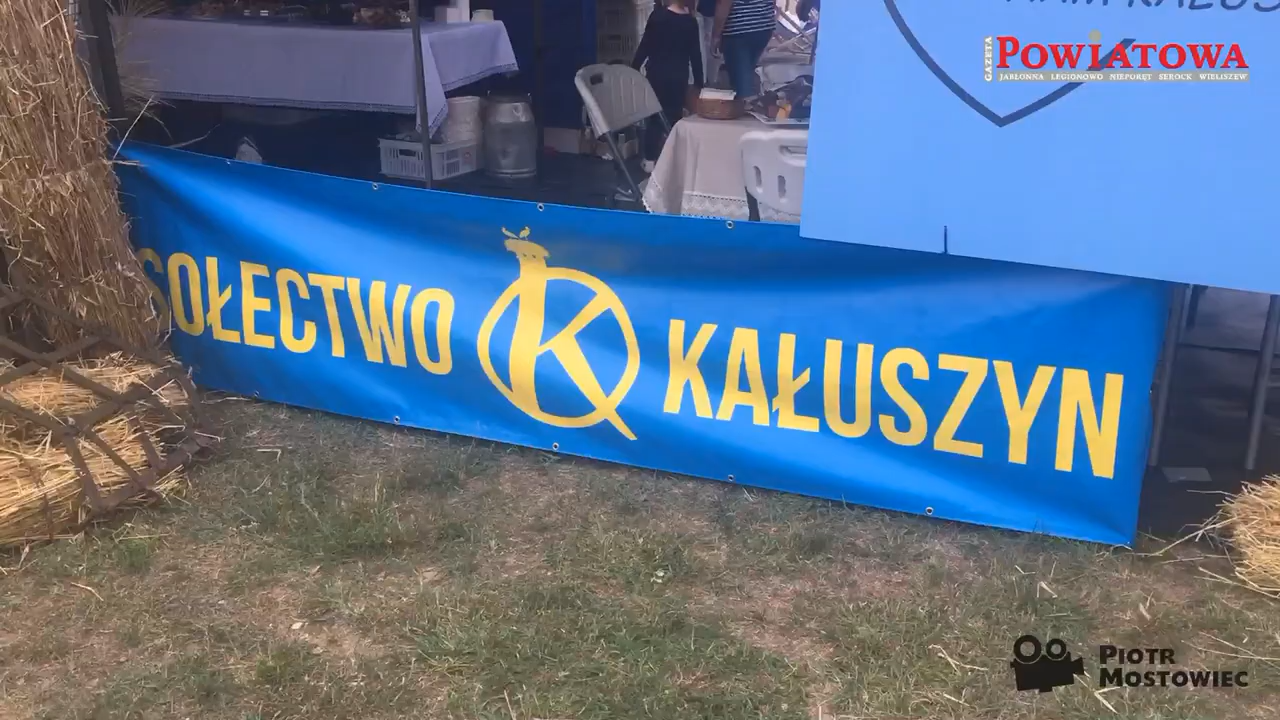 GAZETA
POWIATOWA
JABŁONNA LEGIONOWO NIEPORĘT SEROCK WIELISZEW
SOŁECTWO K KAŁUSZYN
PIOTR
MOSTOWIEC